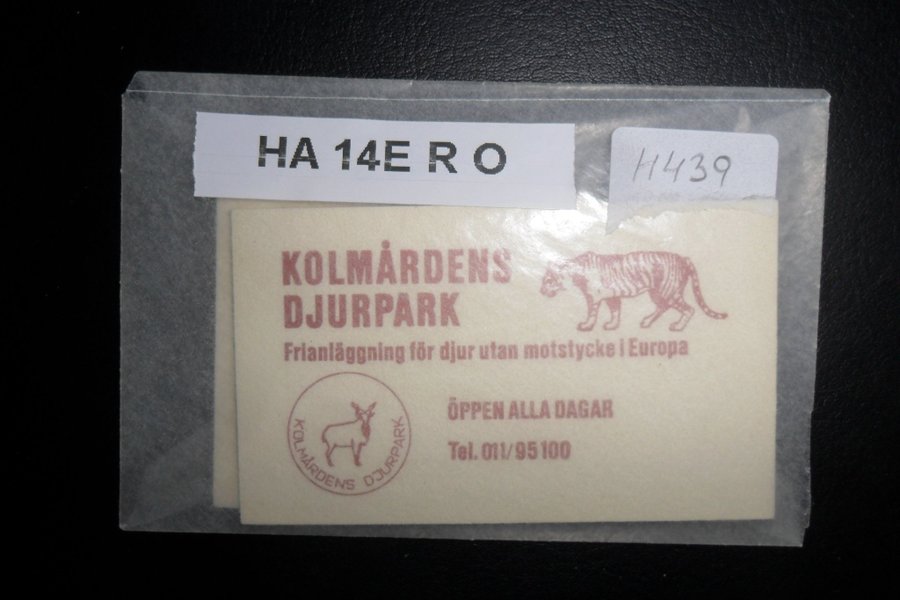 HA 14E R O
H439
KOLMÅRDENS
DJURPARK
Frianläggning för djur utan motstycke i Europa
KOLMÅRDENS DJURPARK
ÖPPEN ALLA DAGAR
Tel. 011/95100